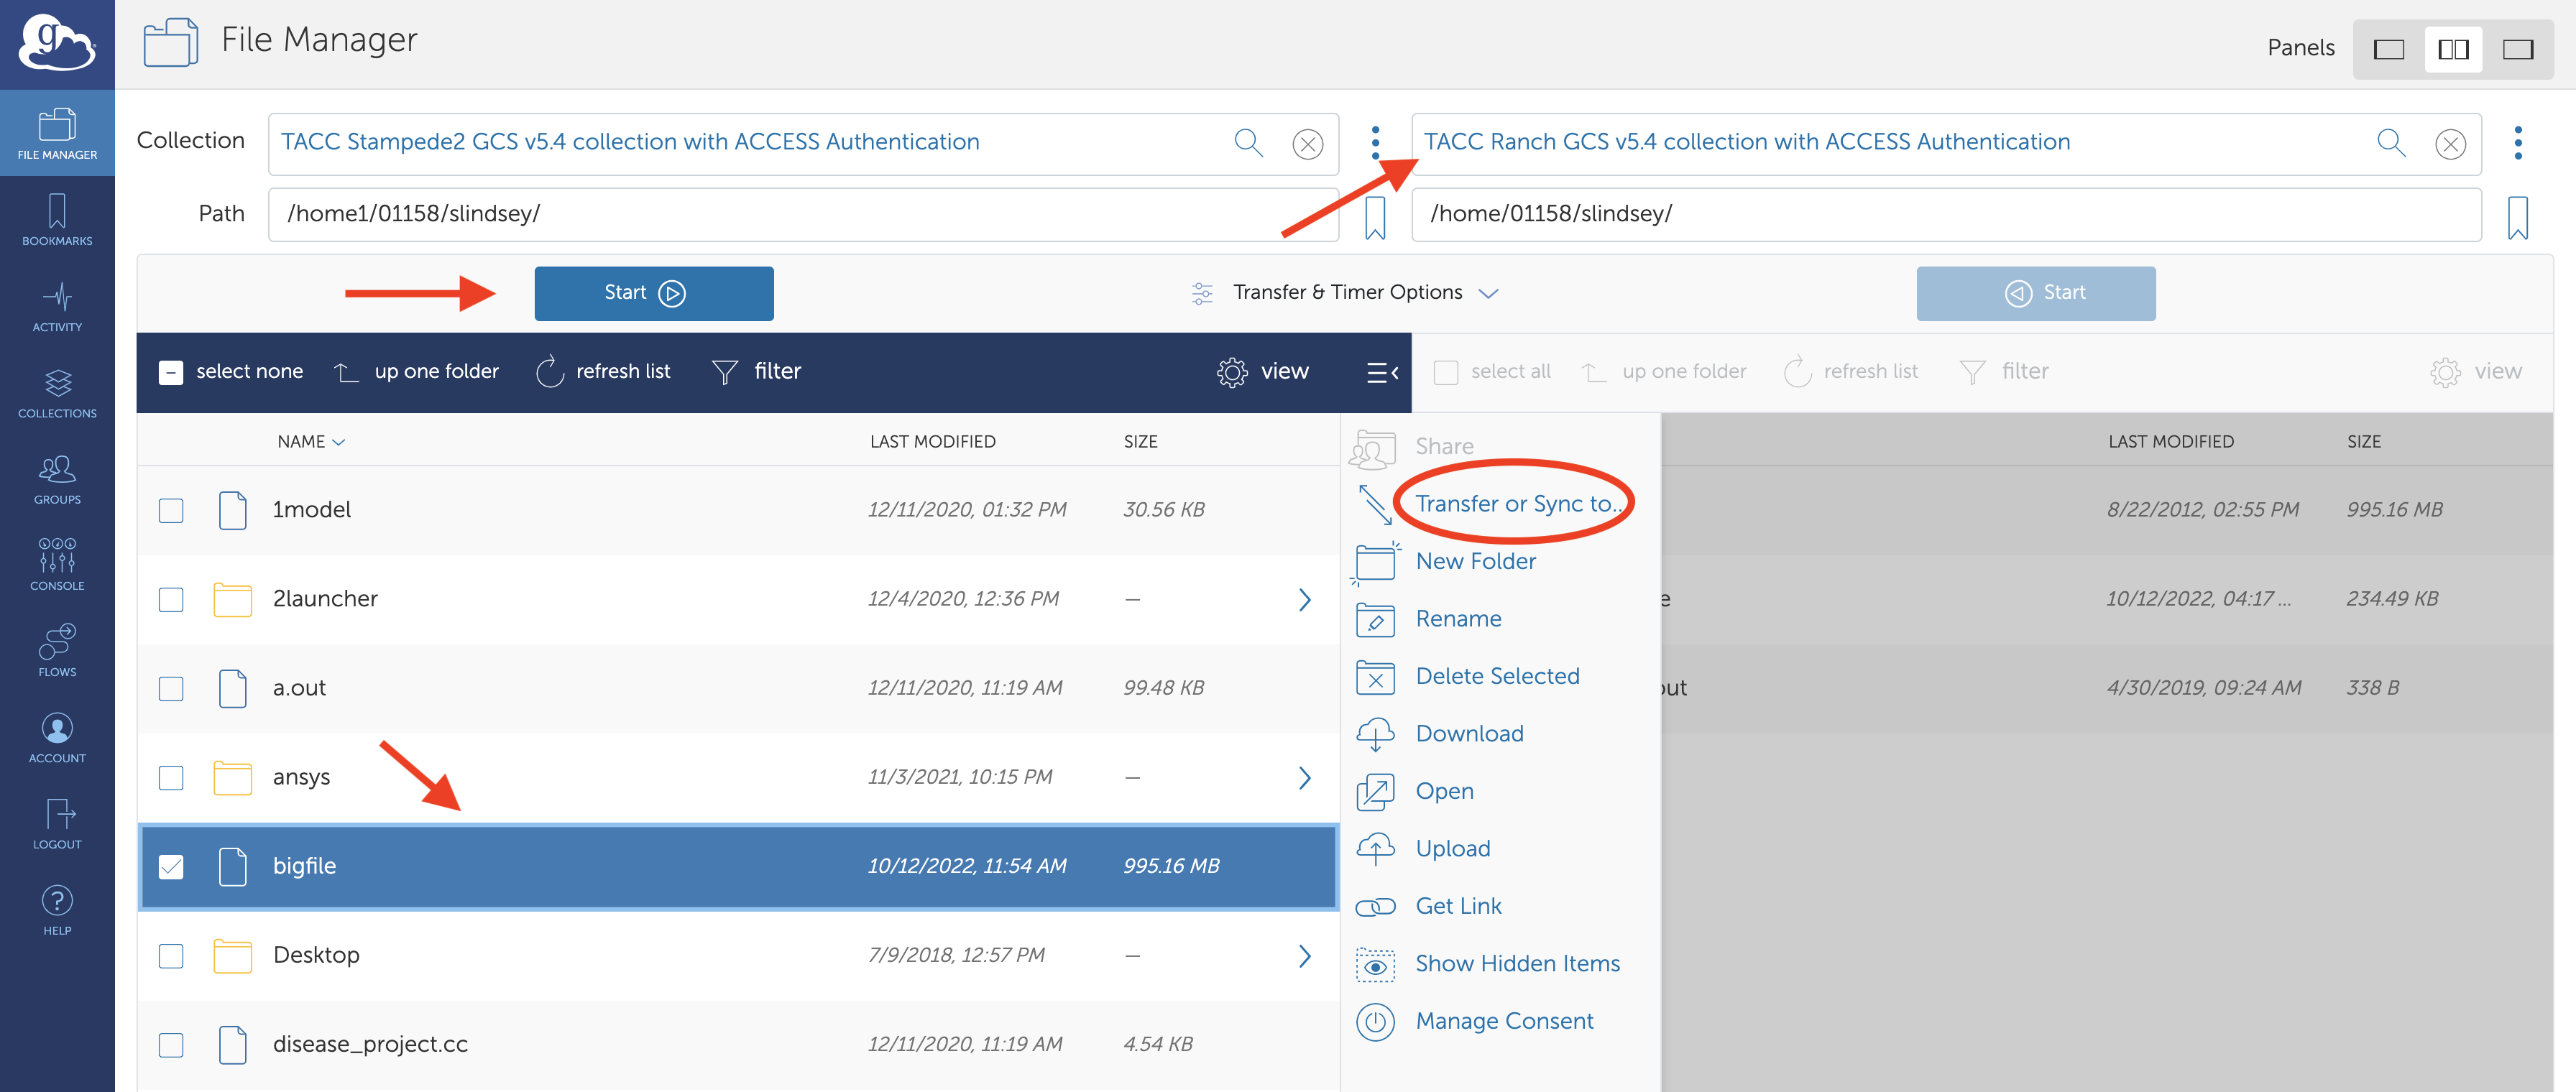 g
File Manager
Panels
FILE MANAGER
BOOKMARKS
ACTIVITY
COLLECTIONS
GROUPS
CONSOLE
FLOWS
ACCOUNT
LOGOUT
? HELP
Collection TACC Stampede2 GCS v5.4 collection with ACCESS Authentication
TACC Ranch GCS v5.4 collection with ACCESS Authentication
Path /home1/01158/slindsey/
/home/01158/slindsey/
Start
Transfer & Timer Options
Start
select none up one folder refresh list filter view
select all up one folder refresh list filter view
NAME LAST MODIFIED SIZE
1model 12/11/2020, 01:32 PM 30.56 KB
2launcher 12/4/2020, 12:36 PM —
a.out 12/11/2020, 11:19 AM 99.48 KB
ansys 11/3/2021, 10:15 PM —
bigfile 10/12/2022, 11:54 AM 995.16 MB
Desktop 7/9/2018, 12:57 PM —
disease_project.cc 12/11/2020, 11:19 AM 4.54 KB
Share
Transfer or Sync to..
New Folder
Rename
Delete Selected
Download
Open
Upload
Get Link
Show Hidden Items
Manage Consent
LAST MODIFIED SIZE
8/22/2012, 02:55 PM 995.16 MB
e 10/12/2022, 04:17 ... 234.49 KB
out 4/30/2019, 09:24 AM 338 B